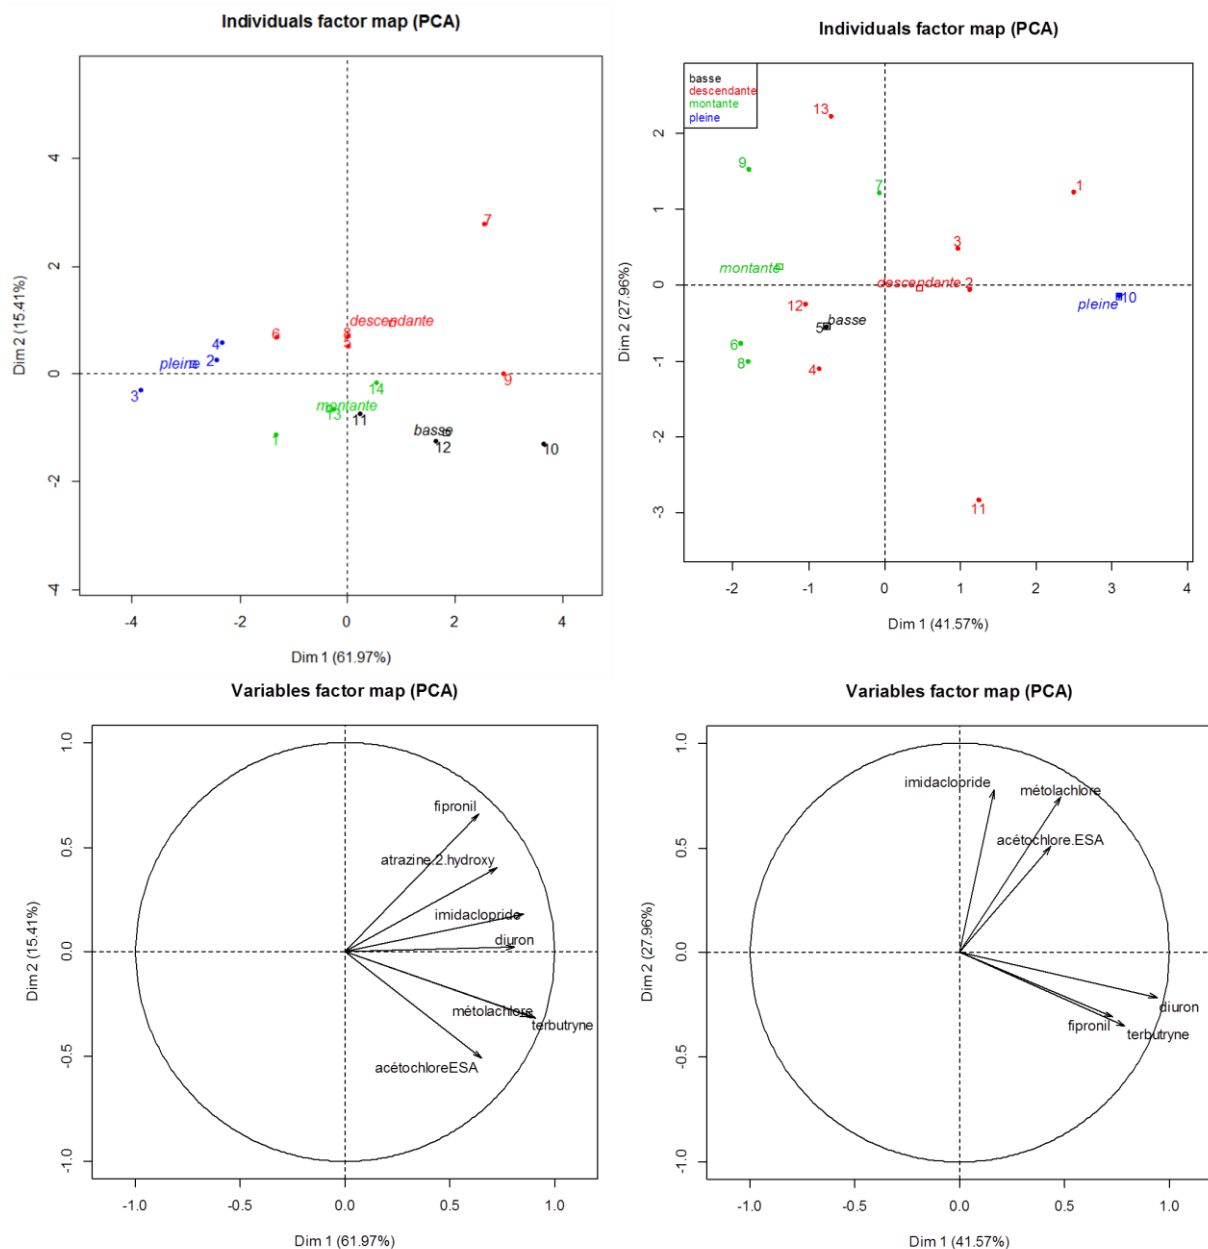 Individuals factor map (PCA)
Dim 2 (15.41%)
4
2
0
-2
-4
7
descendante
8
5
6
4
pleine
2
3
9
14
montante
13
11
1
basse
12
10
-4
-2
0
2
4
Dim 1 (61.97%)
Individuals factor map (PCA)
basse
descendante
montante
pleine
Dim 2 (27.96%)
2
1
0
-1
-2
-3
13
9
7
1
3
montante
descendante 2
pleine
10
12
5
basse
6
8
4
11
-2
-1
0
1
2
3
4
Dim 1 (41.57%)
Variables factor map (PCA)
Dim 2 (15.41%)
1.0
0.5
0.0
-0.5
-1.0
fipronil
atrazine.2.hydroxy
imidaclopride
diuron
métolachlore
terbutryne
acétochloreESA
-1.0
-0.5
0.0
0.5
1.0
Dim 1 (61.97%)
Variables factor map (PCA)
Dim 2 (27.96%)
1.0
0.5
0.0
-0.5
-1.0
imidaclopride
métolachlore
acétochlore.ESA
diuron
fipronil
terbutryne
-1.0
-0.5
0.0
0.5
1.0
Dim 1 (41.57%)